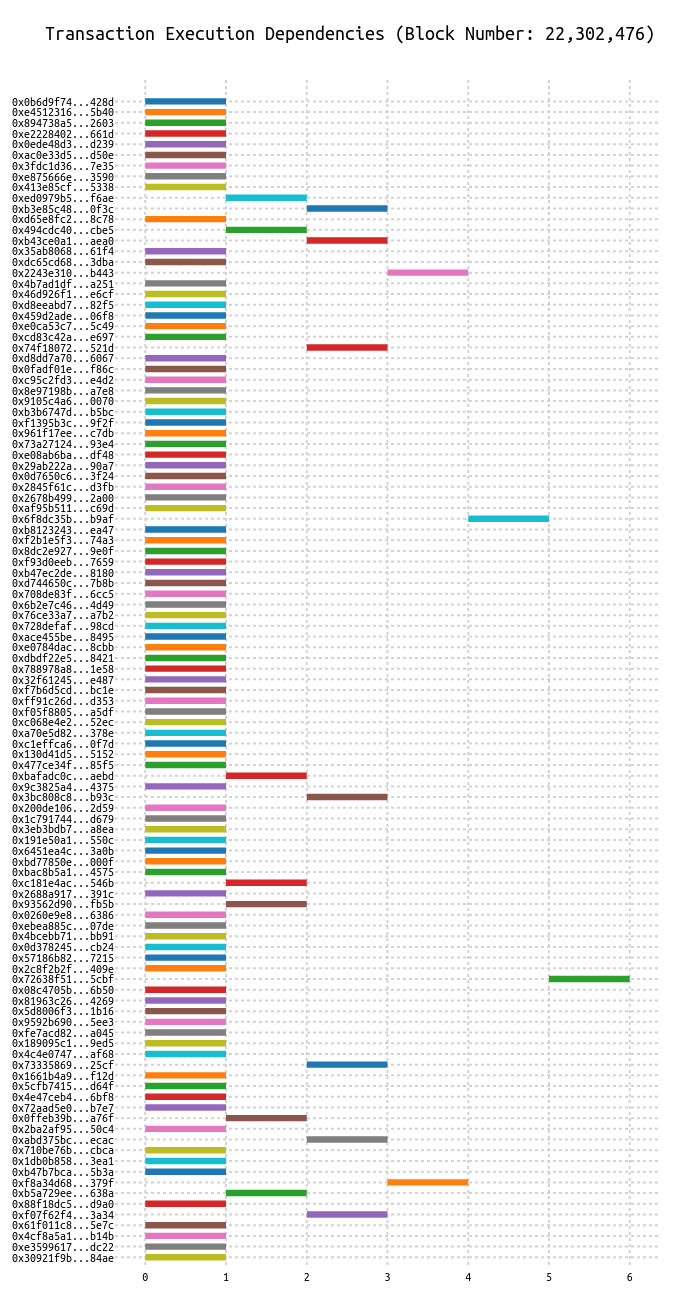 Transaction Execution Dependencies (Block Number: 22,302,476)
0x0b6d9f74...428d
0xe4512316...5b40
0x894738a5...2603
0xe2228402...661d
0x0ede48d3...d239
0xac0e33d5...d50e
0x3fdc1d36...7e35
0xe875666e...3590
0x413e85cf...5338
0xed0979b5...f6ae
0xb3e85c48...0f3c
0xd65e8fc2...8c78
0x494cdc40...cbe5
0xb43ce0a1...aea0
0x35ab8068...61f4
0xdc65cd68...3dba
0x2243e310...b443
0x4b7ad1df...a251
0x46d926f1...e6cf
0xd8eeabd7...82f5
0x459d2ade...06f8
0xe0ca53c7...5c49
0xcd83c42a...e697
0x74f18072...521d
0xd8dd7a70...6067
0x0fadf01e...f86c
0xc95c2fd3...e4d2
0x8e97198b...a7e8
0x9105c4a6...0070
0xb3b6747d...b5bc
0xf1395b3c...9f2f
0x961f17ee...c7db
0x73a27124...93e4
0xe08ab6ba...df48
0x29ab222a...90a7
0x0d7650c6...3f24
0x2845f61c...d3fb
0x2678b499...2a00
0xaf95b511...c69d
0x6f8dc35b...b9af
0xb8123243...ea47
0xf2b1e5f3...74a3
0x8dc2e927...9e0f
0xf93d0eeb...7659
0xb47ec2de...8180
0xd744650c...7b8b
0x708de83f...6cc5
0x6b2e7c46...4d49
0x76ce33a7...a7b2
0x728defaf...98cd
0xace455be...8495
0xe0784dac...8cbb
0xdbdf22e5...8421
0x788978a8...1e58
0x32f61245...e487
0xf7b6d5cd...bc1e
0xff91c26d...d353
0xf05f8805...a5df
0xc068e4e2...52ec
0xa70e5d82...378e
0xc1effca6...0f7d
0x130d41d5...5152
0x477ce34f...85f5
0xbafadc0c...aebd
0x9c3825a4...4375
0x3bc808c8...b93c
0x200de106...2d59
0x1c791744...d679
0x3eb3bdb7...a8ea
0x191e50a1...550c
0x6451ea4c...3a0b
0xbd77850e...000f
0xbac8b5a1...4575
0xc181e4ac...546b
0x2688a917...391c
0x93562d90...fb5b
0x0260e9e8...6386
0xebea885c...07de
0x4bcebb71...bb91
0x0d378245...cb24
0x57186b82...7215
0x2c8f2b2f...409e
0x72638f51...5cbf
0x08c4705b...6b50
0x81963c26...4269
0x5d8006f3...1b16
0x9592b690...5ee3
0xfe7acd82...a045
0x189095c1...9ed5
0x4c4e0747...af68
0x73335869...25cf
0x1661b4a9...f12d
0x5cfb7415...d64f
0x4e47ceb4...6bf8
0x72aad5e0...b7e7
0x0ffeb39b...a76f
0x2ba2af95...50c4
0xabd375bc...ecac
0x710be76b...cbca
0x1db0b858...3ea1
0xb47b7bca...5b3a
0xf8a34d68...379f
0xb5a729ee...638a
0x88f18dc5...d9a0
0xf07f62f4...3a34
0x61f011c8...5e7c
0x4cf8a5a1...b14b
0xe3599617...dc22
0x30921f9b...84ae
0 1 2 3 4 5 6